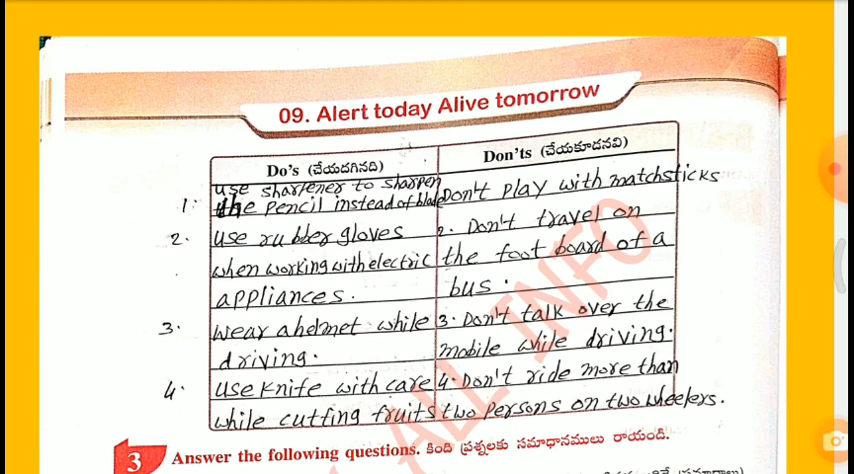 09. Alert today Alive tomorrow
Do's (చేయదగినది) Don'ts (చేయకూడనవి)
1. use sharpener to sharpen
the pencil instead of blade Don't play with matchsticks
2. use rubber gloves 2. Don't travel on
when working with electric the foot board of a
appliances. bus.
3. wear a helmet while 3. Don't talk over the
driving. mobile while driving.
4. use knife with care 4. Don't ride more than
while cutting fruits two persons on two wheelers.
ALL INFO
3 Answer the following questions. కింది ప్రశ్నలకు సమాధానములు రాయండి.